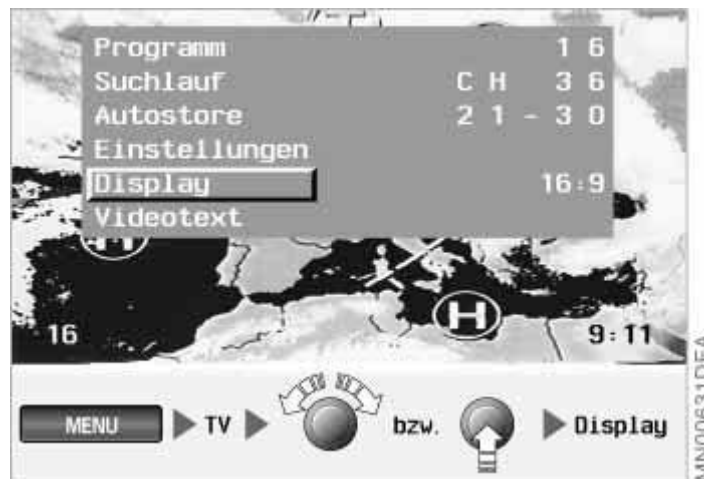 Programm 16
Suchlauf CH 36
Autostore 21-30
Einstellungen
Display 16:9
Videotext
H
H
16 9:11
MENU TV bzw. Display
MN00631DEA